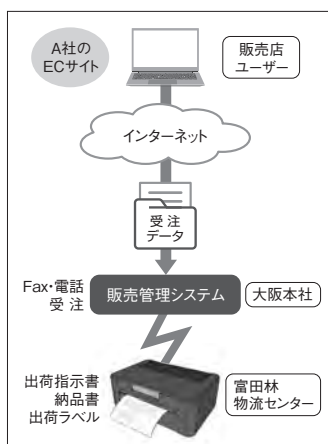 A社の
ECサイト
販売店
ユーザー
インターネット
受注
データ
Fax・電話
受注
販売管理システム
大阪本社
出荷指示書
納品書
出荷ラベル
富田林
物流センター